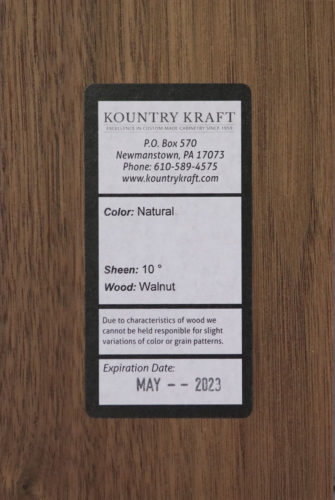 KOUNTRY KRAFT
EXCELLENCE IN CUSTOM MADE CABINETRY SINCE 1959
P.O. Box 570
Newmanstown, PA 17073
Phone: 610-589-4575
www.kountrykraft.com
Color: Natural
Sheen: 10 °
Wood: Walnut
Due to characteristics of wood we
cannot be held responsible for slight
variations of color or grain patterns.
Expiration Date:
MAY -- 2023